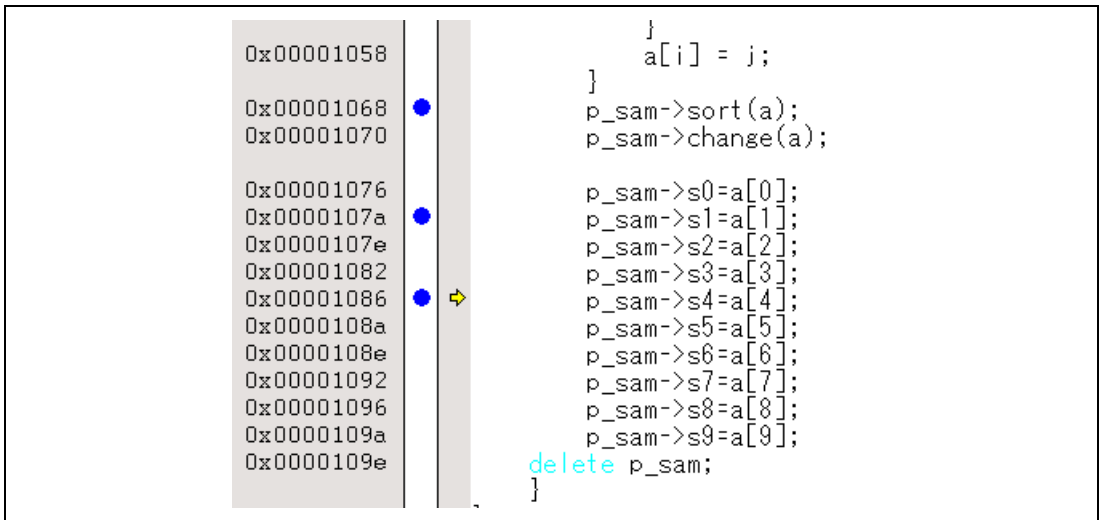 }
0x00001058 a[i] = j;
}
0x00001068 p_sam->sort(a);
0x00001070 p_sam->change(a);
0x00001076 p_sam->s0=a[0];
0x0000107a p_sam->s1=a[1];
0x0000107e p_sam->s2=a[2];
0x00001082 p_sam->s3=a[3];
0x00001086 p_sam->s4=a[4];
0x0000108a p_sam->s5=a[5];
0x0000108e p_sam->s6=a[6];
0x00001092 p_sam->s7=a[7];
0x00001096 p_sam->s8=a[8];
0x0000109a p_sam->s9=a[9];
0x0000109e delete p_sam;
}